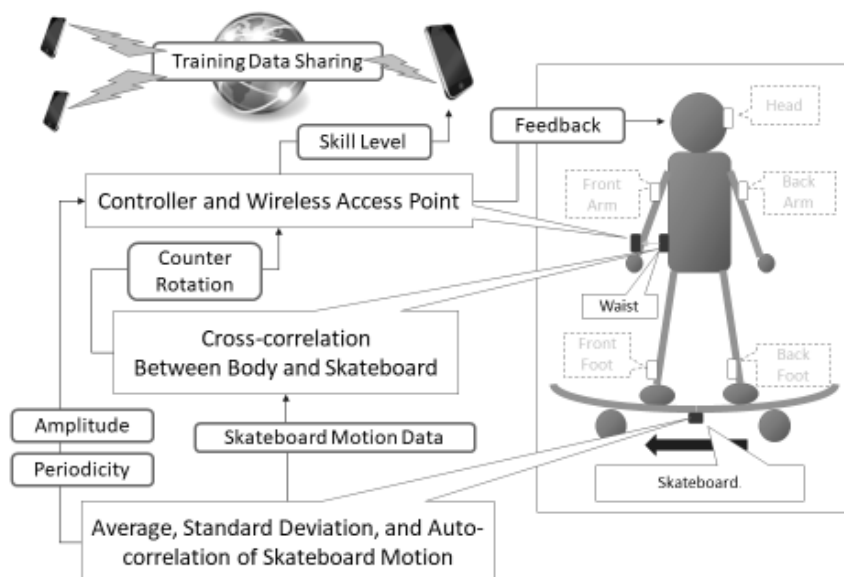 Training Data Sharing
Skill Level
Feedback
Head
Controller and Wireless Access Point
Front
Arm
Back
Arm
Counter
Rotation
Waist
Cross-correlation
Between Body and Skateboard
Front
Foot
Back
Foot
Amplitude
Periodicity
Skateboard Motion Data
Skateboard.
Average, Standard Deviation, and Auto-
correlation of Skateboard Motion